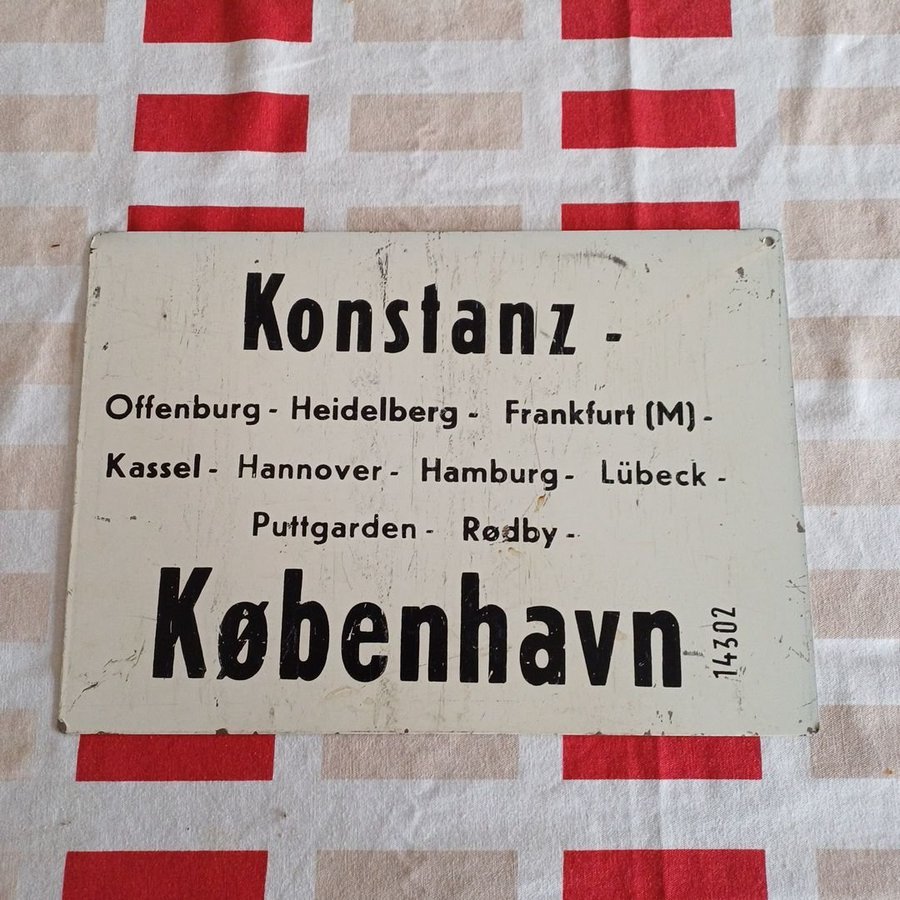 Konstanz -
Offenburg - Heidelberg - Frankfurt (M) -
Kassel - Hannover - Hamburg - Lübeck -
Puttgarden - Rødby -
København
14302